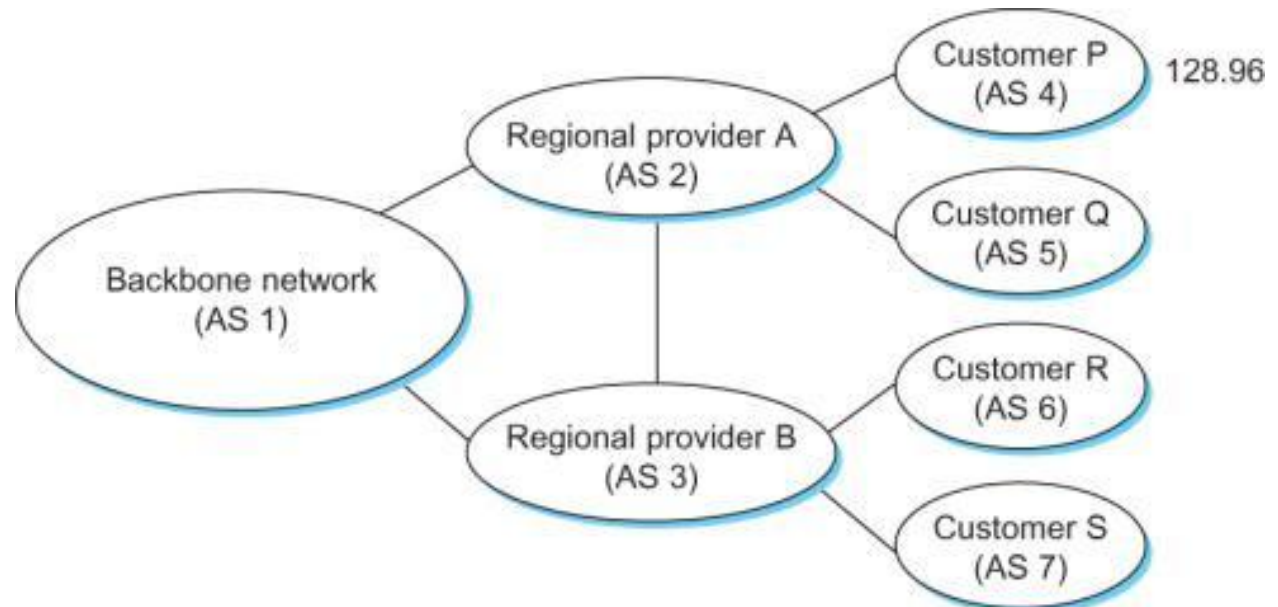 Customer P
(AS 4)
128.96
Regional provider A
(AS 2)
Customer Q
(AS 5)
Backbone network
(AS 1)
Customer R
(AS 6)
Regional provider B
(AS 3)
Customer S
(AS 7)